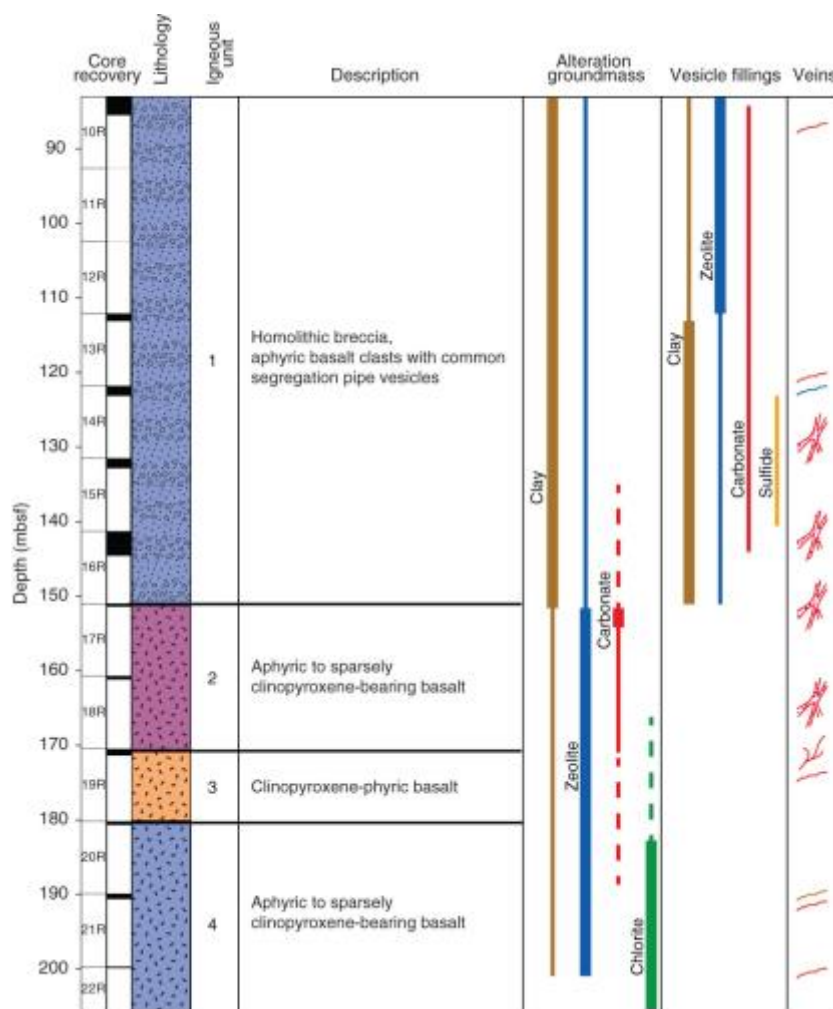 Core
recovery
Lithology
Igneous
unit
Description
Alteration
groundmass
Vesicle fillings
Veins
Depth (mbsf)
90
100
110
120
130
140
150
160
170
180
190
200
10R
11R
12R
13R
14R
15R
16R
17R
18R
19R
20R
21R
22R
1
Homolithic breccia,
aphyric basalt clasts with common
segregation pipe vesicles
2
Aphyric to sparsely
clinopyroxene-bearing basalt
3
Clinopyroxene-phyric basalt
4
Aphyric to sparsely
clinopyroxene-bearing basalt
Clay
Zeolite
Carbonate
Chlorite
Clay
Zeolite
Carbonate
Sulfide